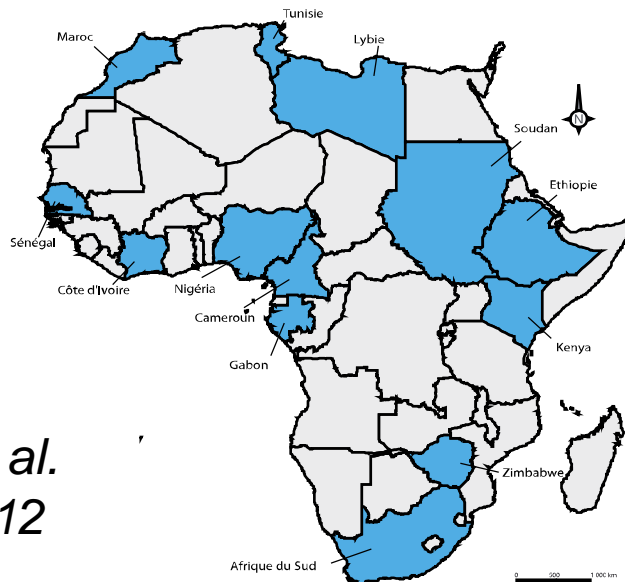 Tunisie
Maroc
Lybie
N
Soudan
Ethiopie
Sénégal
Côte d'Ivoire
Nigéria
Cameroun
Gabon
Kenya
al.
12
Zimbabwe
Afrique du Sud
0 500 1 000 km